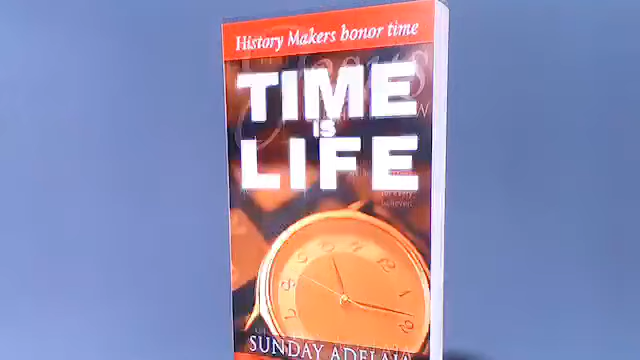 History Makers honor time
TIME
IS
LIFE
SUNDAY ADELAJA